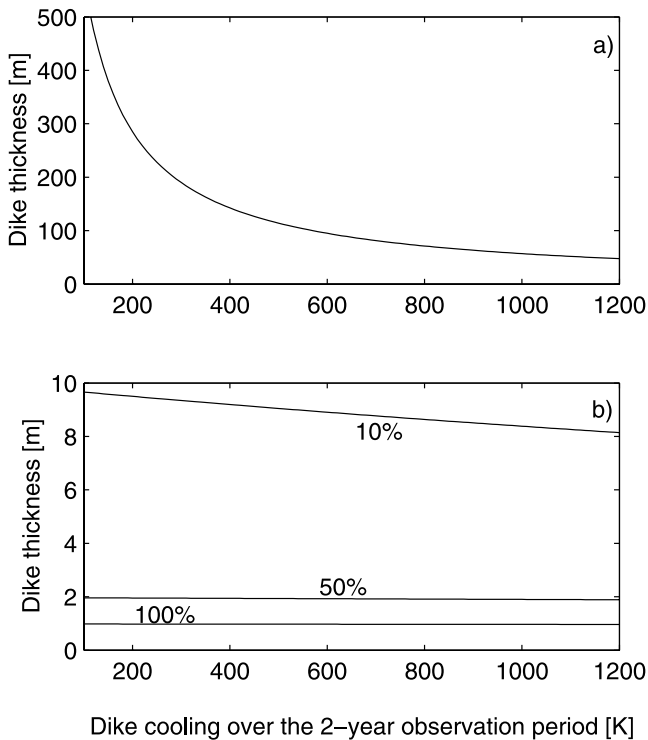 500
400
300
200
100
0
Dike thickness [m]
a)
200 400 600 800 1000 1200
10
8
6
4
2
0
Dike thickness [m]
b)
10%
50%
100%
200 400 600 800 1000 1200
Dike cooling over the 2–year observation period [K]